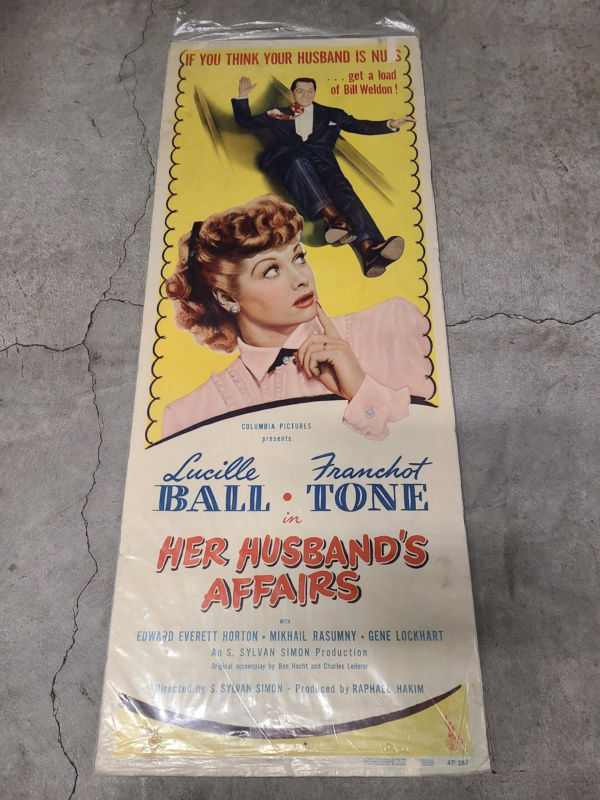 IF YOU THINK YOUR HUSBAND IS NUTS
... get a load
of Bill Weldon!
COLUMBIA PICTURES
presents
Lucille Franchot
BALL • TONE
in
HER HUSBAND'S
AFFAIRS
WITH
EDWARD EVERETT HORTON • MIKHAIL RASUMNY • GENE LOCKHART
An S. SYLVAN SIMON Production
Original screenplay by Ben Hecht and Charles Lederer
Directed by S. SYLVAN SIMON • Produced by RAPHAEL HAKIM
47/267